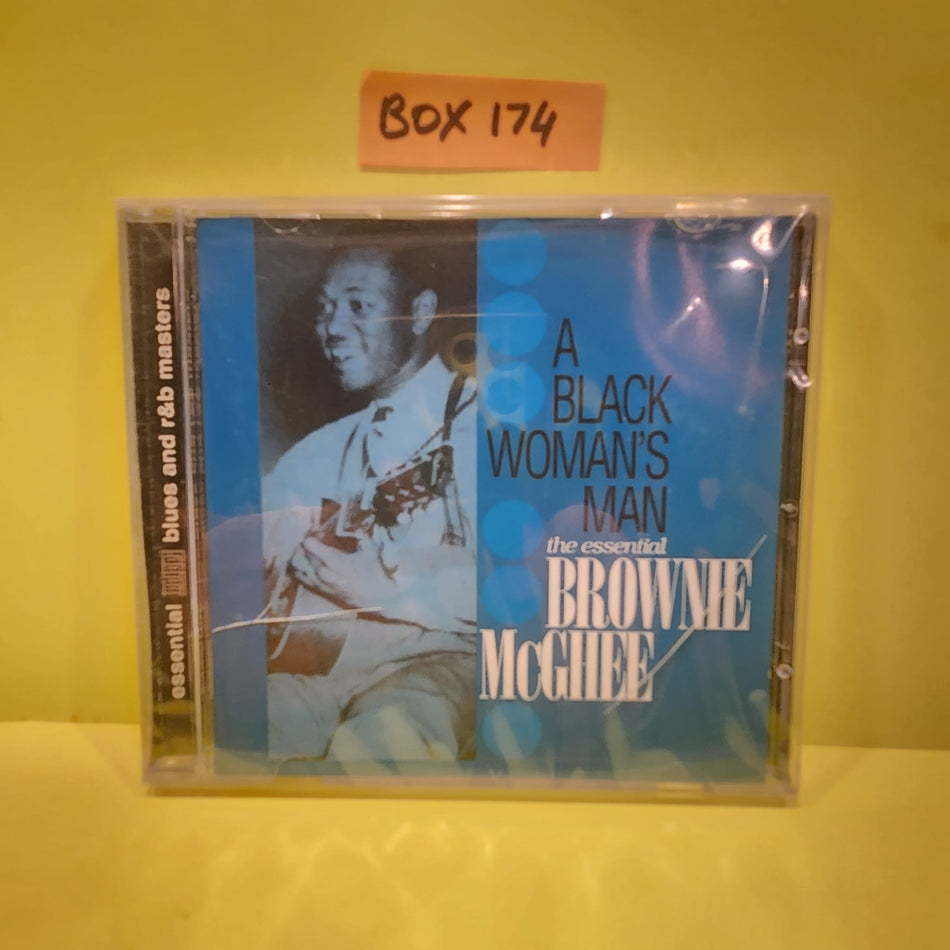 BOX 174
essential blues and r&b masters
A
BLACK
WOMAN'S
MAN
the essential
BROWNIE
McGHEE